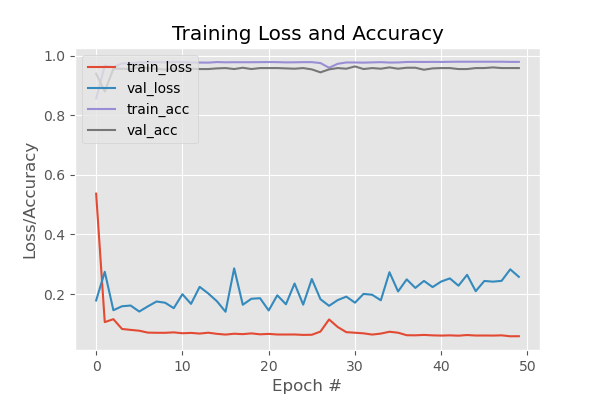 Training Loss and Accuracy
1.0
0.8
0.6
0.4
0.2
Loss/Accuracy
train_loss
val_loss
train_acc
val_acc
0 10 20 30 40 50
Epoch #